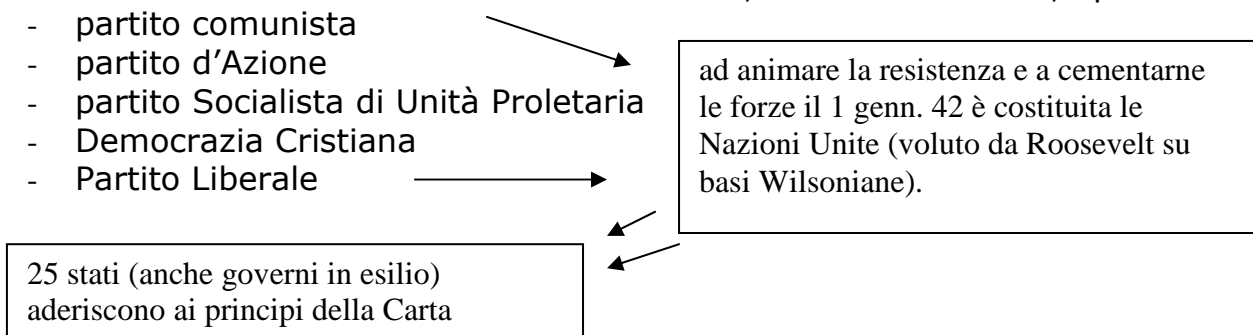 - partito comunista
- partito d’Azione
- partito Socialista di Unità Proletaria
- Democrazia Cristiana
- Partito Liberale
ad animare la resistenza e a cementarne
le forze il 1 genn. 42 è costituita le
Nazioni Unite (voluto da Roosevelt su
basi Wilsoniane).
25 stati (anche governi in esilio)
aderiscono ai principi della Carta